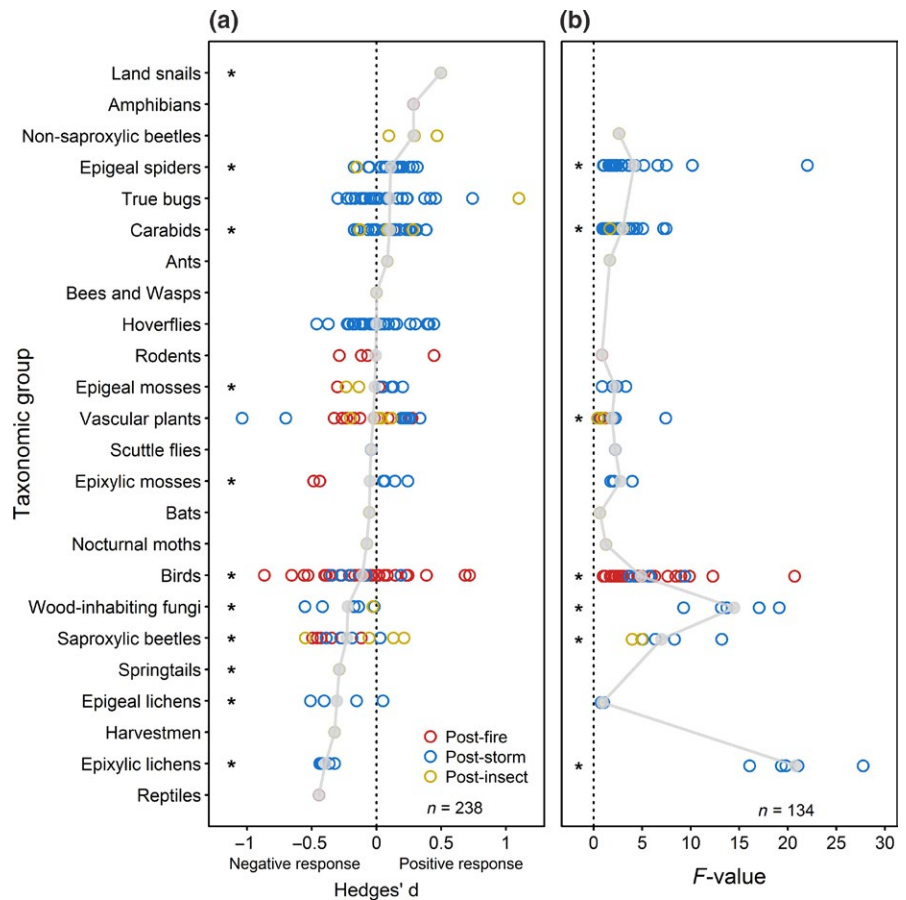 (a)
(b)
Taxonomic group
Land snails *
Amphibians
Non-saproxylic beetles
Epigeal spiders * *
True bugs
Carabids * *
Ants
Bees and Wasps
Hoverflies
Rodents
Epigeal mosses *
Vascular plants *
Scuttle flies
Epixylic mosses *
Bats
Nocturnal moths
Birds * *
Wood-inhabiting fungi * *
Saproxylic beetles * *
Springtails *
Epigeal lichens *
Harvestmen
Epixylic lichens * *
Reptiles
Post-fire
Post-storm
Post-insect
n = 238
n = 134
−1 −0.5 0 0.5 1
Negative response Positive response
Hedges' d
0 5 10 15 20 25 30
F-value